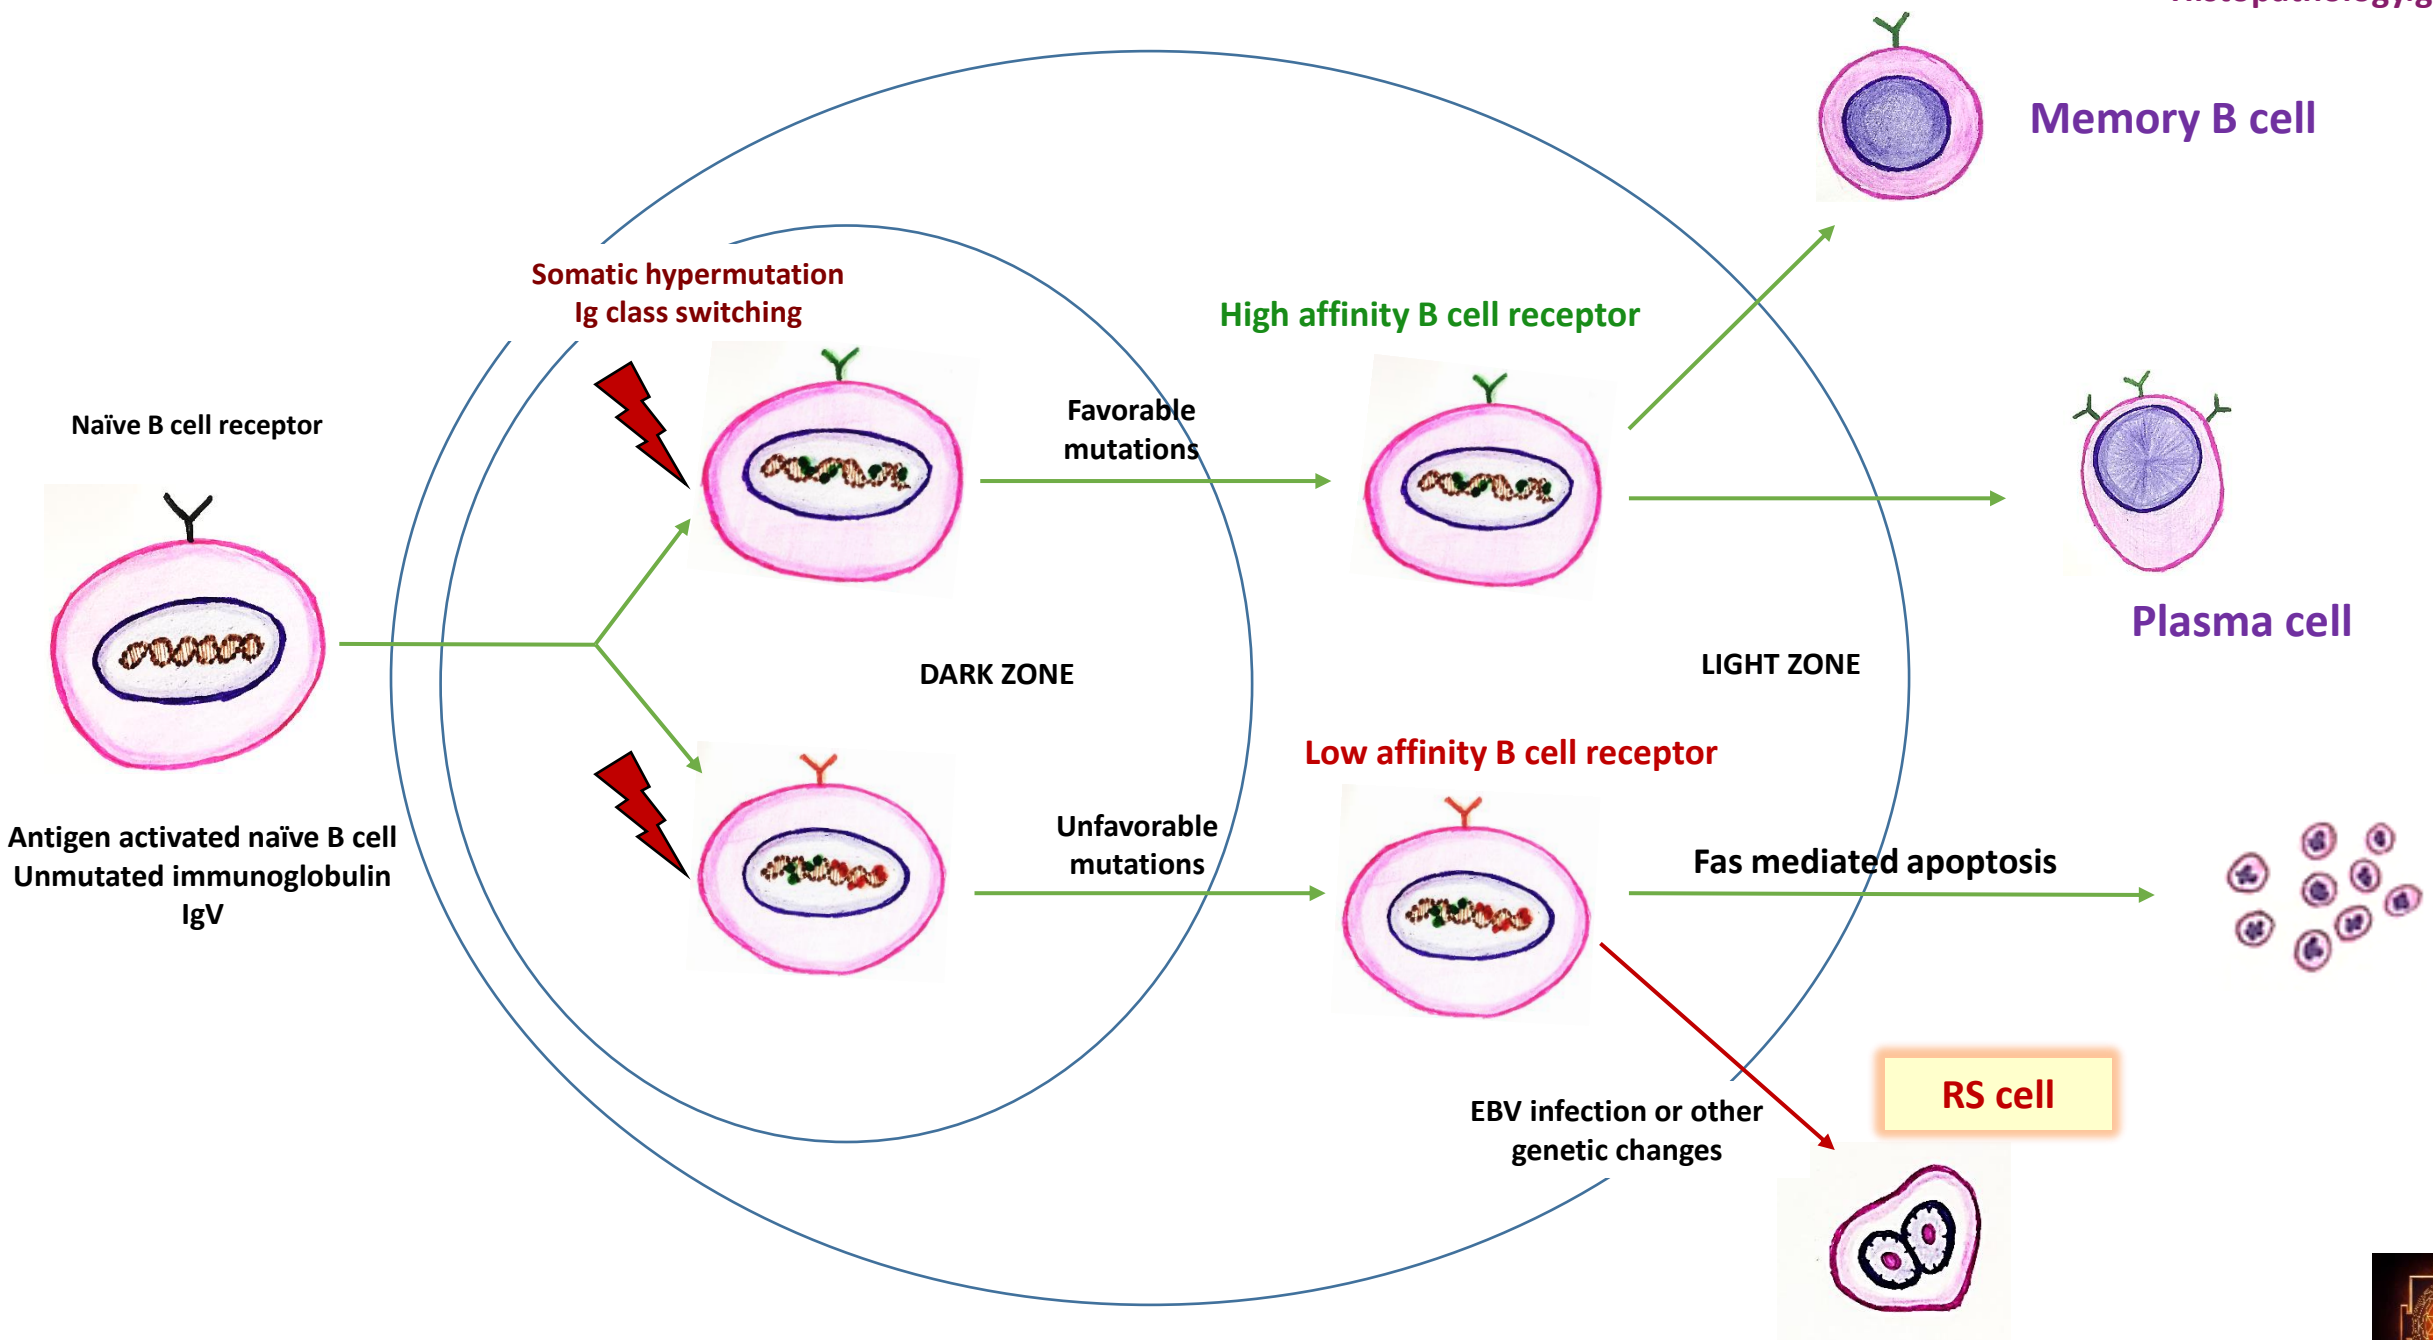 Memory B cell
Somatic hypermutation
Ig class switching
High affinity B cell receptor
Naïve B cell receptor
Favorable
mutations
Plasma cell
DARK ZONE
LIGHT ZONE
Low affinity B cell receptor
Antigen activated naïve B cell
Unmutated immunoglobulin
IgV
Unfavorable
mutations
Fas mediated apoptosis
RS cell
EBV infection or other
genetic changes